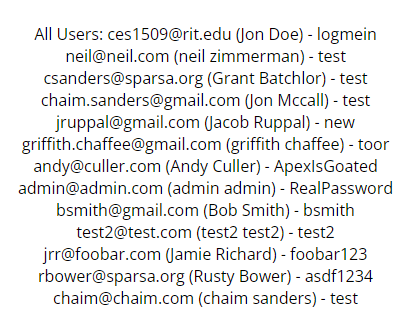 All Users: ces1509@rit.edu (Jon Doe) - logmein
neil@neil.com (neil zimmerman) - test
csanders@sparsa.org (Grant Batchlor) - test
chaim.sanders@gmail.com (Jon Mccall) - test
jruppal@gmail.com (Jacob Ruppal) - new
griffith.chaffee@gmail.com (griffith chaffee) - toor
andy@culler.com (Andy Culler) - ApexIsGoated
admin@admin.com (admin admin) - RealPassword
bsmith@gmail.com (Bob Smith) - bsmith
test2@test.com (test2 test2) - test2
jrr@foobar.com (Jamie Richard) - foobar123
rbower@sparsa.org (Rusty Bower) - asdf1234
chaim@chaim.com (chaim sanders) - test